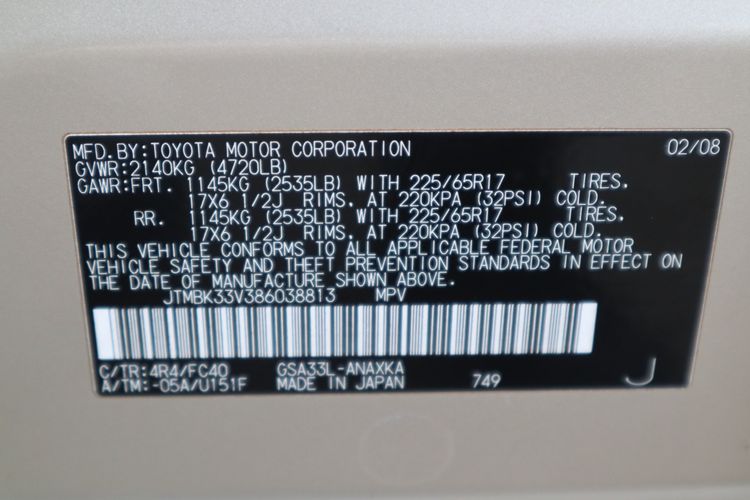 MFD.BY:TOYOTA MOTOR CORPORATION 02/08
GVWR:2140KG (4720LB)
GAWR:FRT. 1145KG (2535LB) WITH 225/65R17 TIRES.
17X6 1/2J RIMS. AT 220KPA (32PSI) COLD.
RR. 1145KG (2535LB) WITH 225/65R17 TIRES.
17X6 1/2J RIMS. AT 220KPA (32PSI) COLD.
THIS VEHICLE CONFORMS TO ALL APPLICABLE FEDERAL MOTOR
VEHICLE SAFETY AND THEFT PREVENTION STANDARDS IN EFFECT ON
THE DATE OF MANUFACTURE SHOWN ABOVE.
JTMBK33V386038813 MPV
C/TR:4R4/FC40 GSA33L-ANAXKA
A/TM:-05A/U151F MADE IN JAPAN 749 J